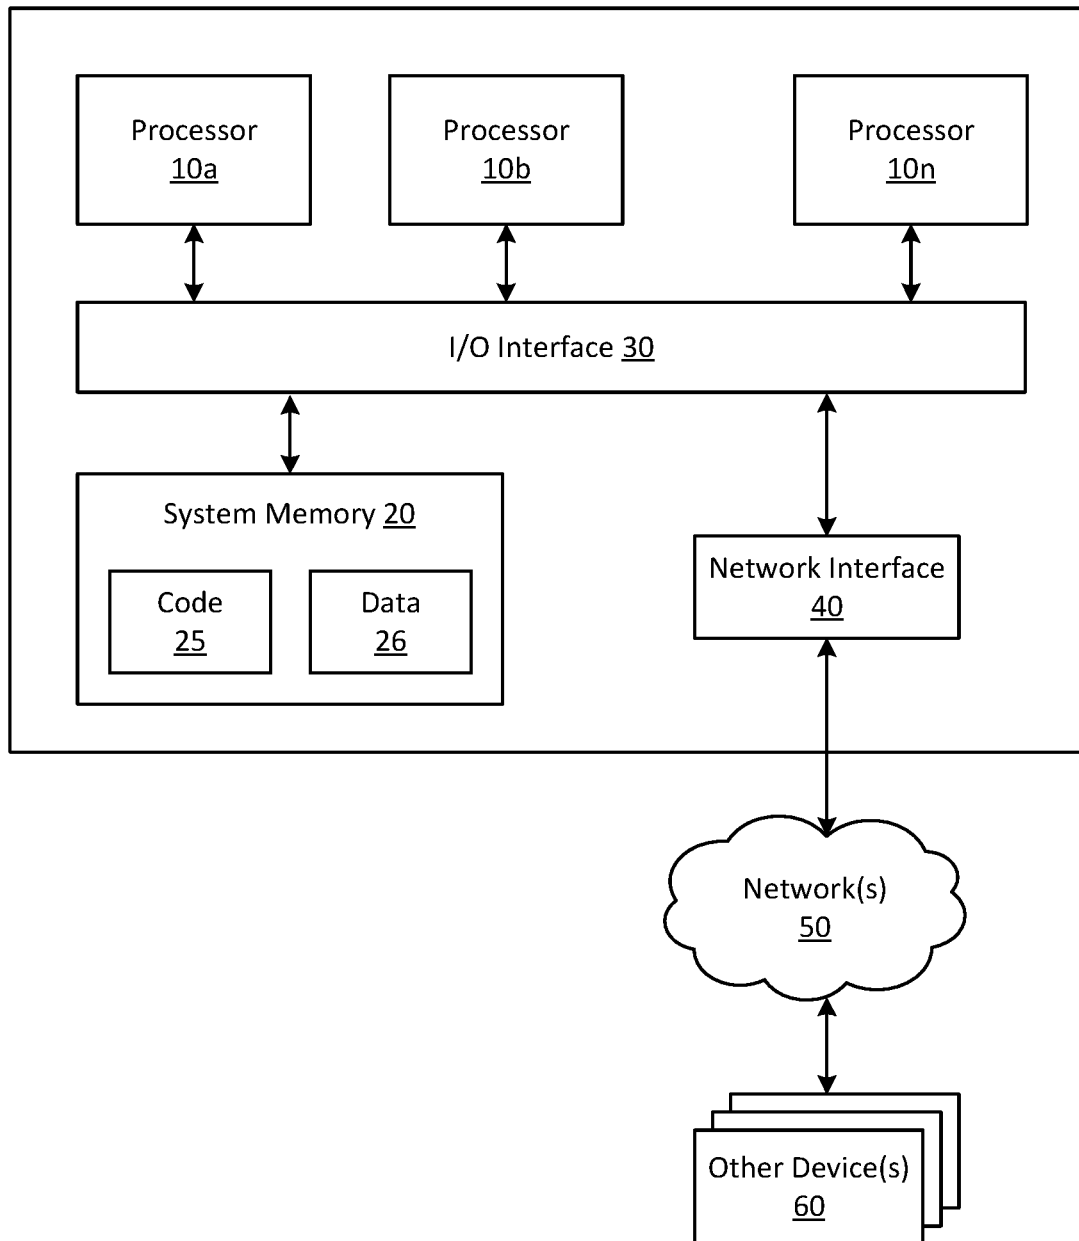 Processor
10a
Processor
10b
Processor
10n
I/O Interface 30
System Memory 20
Code
25
Data
26
Network Interface
40
Network(s)
50
Other Device(s)
60